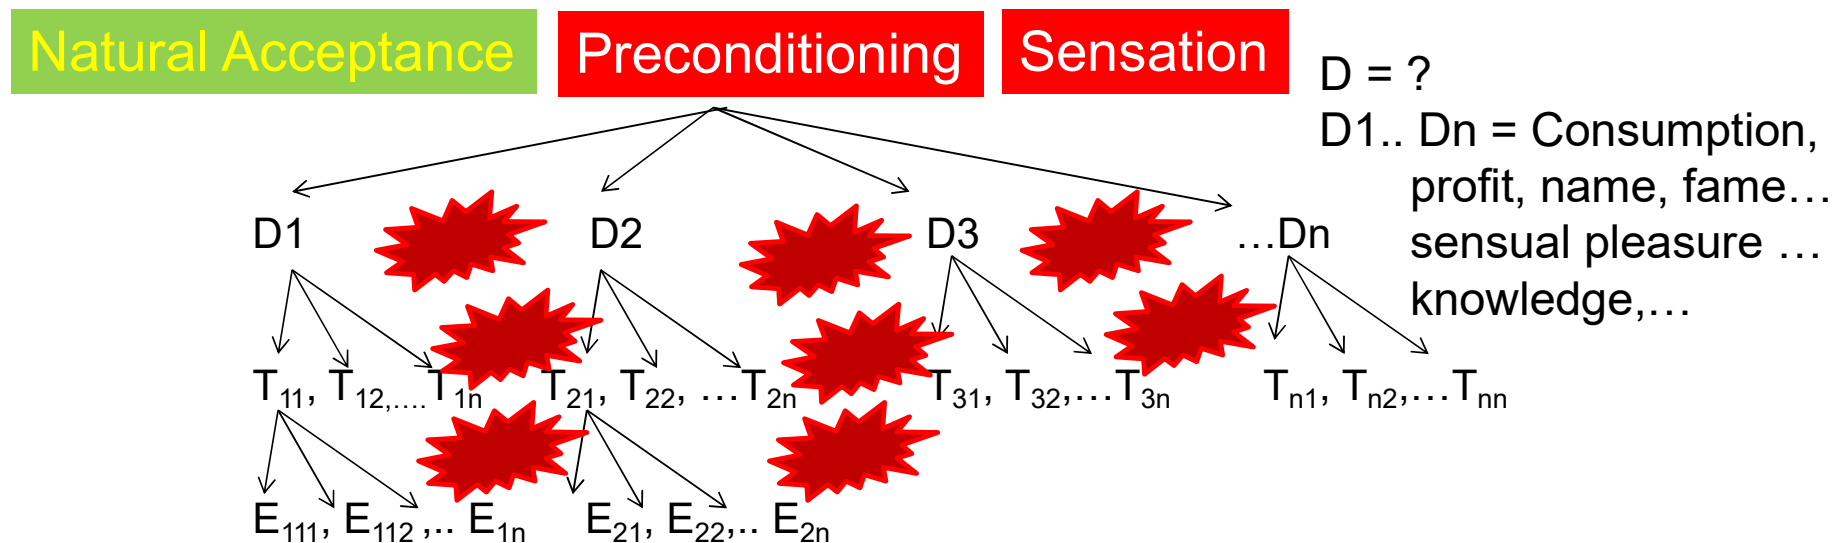 Natural Acceptance
Preconditioning
Sensation
D = ?
D1.. Dn = Consumption,
profit, name, fame…
sensual pleasure …
knowledge,…
D1
D2
D3
…Dn
T11, T12,….T1n
T21, T22, …T2n
T31, T32,…T3n
Tn1, Tn2,…Tnn
E111, E112 ,.. E1n
E21, E22,.. E2n